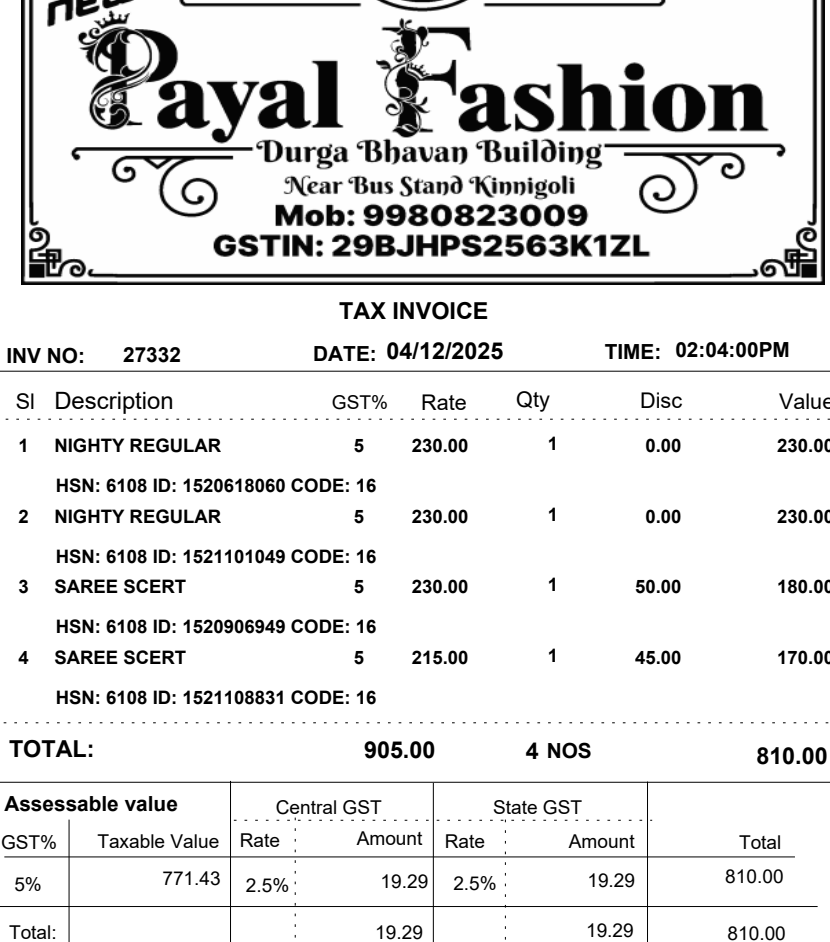 new
Payal Fashion
Durga Bhavan Building
Near Bus Stand Kinnigoli
Mob: 9980823009
GSTIN: 29BJHPS2563K1ZL
TAX INVOICE
INV NO: 27332 DATE: 04/12/2025 TIME: 02:04:00PM
Sl Description GST% Rate Qty Disc Value
1 NIGHTY REGULAR 5 230.00 1 0.00 230.00
HSN: 6108 ID: 1520618060 CODE: 16
2 NIGHTY REGULAR 5 230.00 1 0.00 230.00
HSN: 6108 ID: 1521101049 CODE: 16
3 SAREE SCERT 5 230.00 1 50.00 180.00
HSN: 6108 ID: 1520906949 CODE: 16
4 SAREE SCERT 5 215.00 1 45.00 170.00
HSN: 6108 ID: 1521108831 CODE: 16
TOTAL: 905.00 4 NOS 810.00
Assessable value Central GST State GST
GST% Taxable Value Rate Amount Rate Amount Total
5% 771.43 2.5% 19.29 2.5% 19.29 810.00
Total: 19.29 19.29 810.00